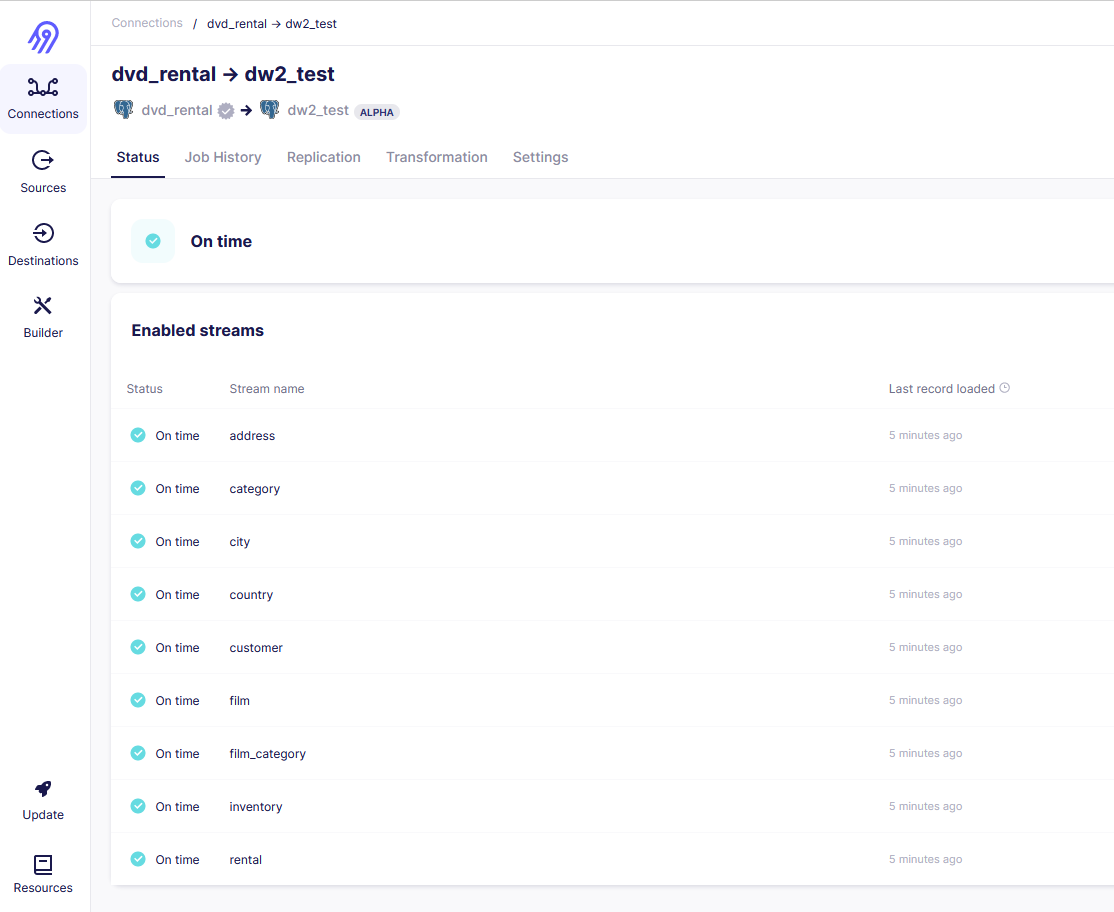 Connections / dvd_rental → dw2_test
dvd_rental → dw2_test
dvd_rental → dw2_test ALPHA
Status Job History Replication Transformation Settings
Connections
Sources
Destinations
Builder
Update
Resources
On time
Enabled streams
Status Stream name Last record loaded
On time address 5 minutes ago
On time category 5 minutes ago
On time city 5 minutes ago
On time country 5 minutes ago
On time customer 5 minutes ago
On time film 5 minutes ago
On time film_category 5 minutes ago
On time inventory 5 minutes ago
On time rental 5 minutes ago